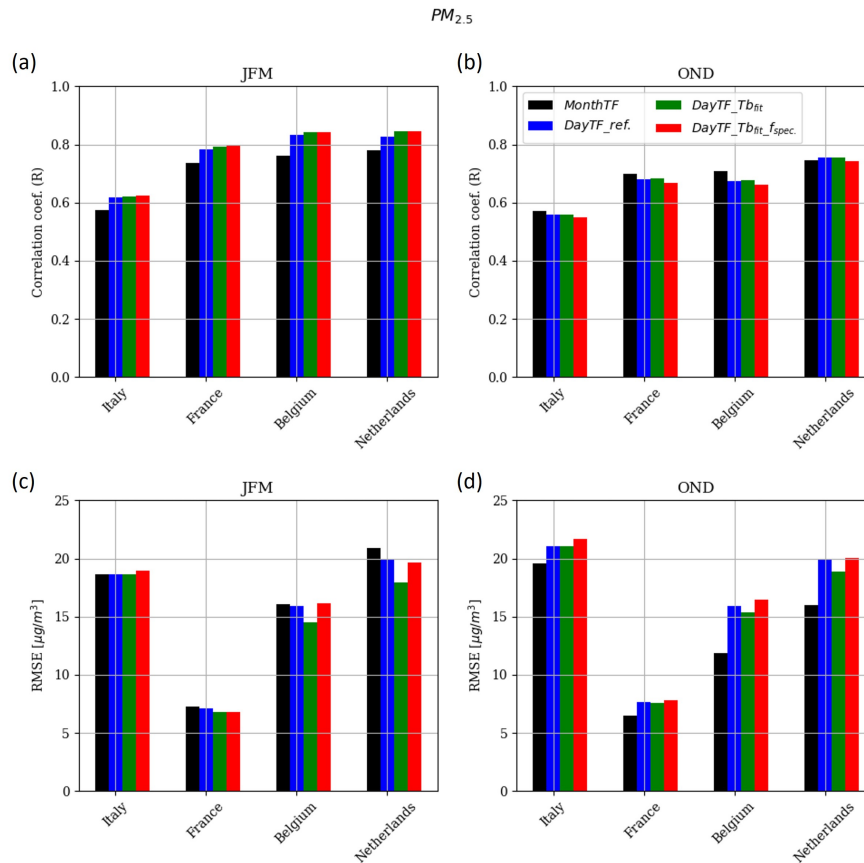 PM2.5
(a)
JFM
Correlation coef. (R)
1.0
0.8
0.6
0.4
0.2
0.0
Italy
France
Belgium
Netherlands
(b)
OND
MonthTF
DayTF_ref.
DayTF_Tbfit
DayTF_Tbfit_fspec.
Correlation coef. (R)
1.0
0.8
0.6
0.4
0.2
0.0
Italy
France
Belgium
Netherlands
(c)
JFM
RMSE [μg/m³]
25
20
15
10
5
0
Italy
France
Belgium
Netherlands
(d)
OND
RMSE [μg/m³]
25
20
15
10
5
0
Italy
France
Belgium
Netherlands